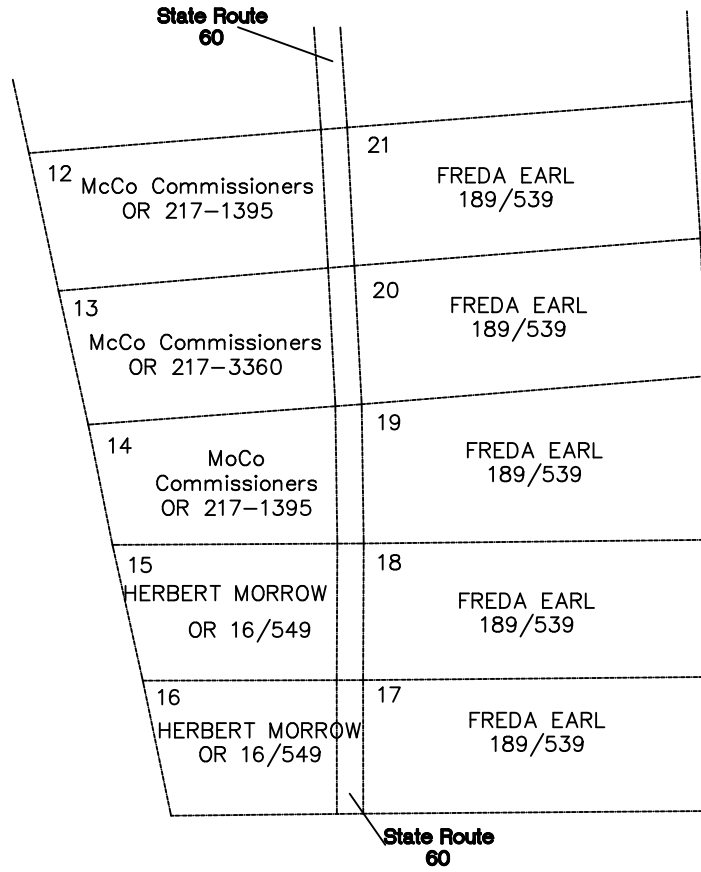 State Route
60
12
McCo Commissioners
OR 217-1395
21
FREDA EARL
189/539
13
McCo Commissioners
OR 217-3360
20
FREDA EARL
189/539
14
MoCo
Commissioners
OR 217-1395
19
FREDA EARL
189/539
15
HERBERT MORROW
OR 16/549
18
FREDA EARL
189/539
16
HERBERT MORROW
OR 16/549
17
FREDA EARL
189/539
State Route
60